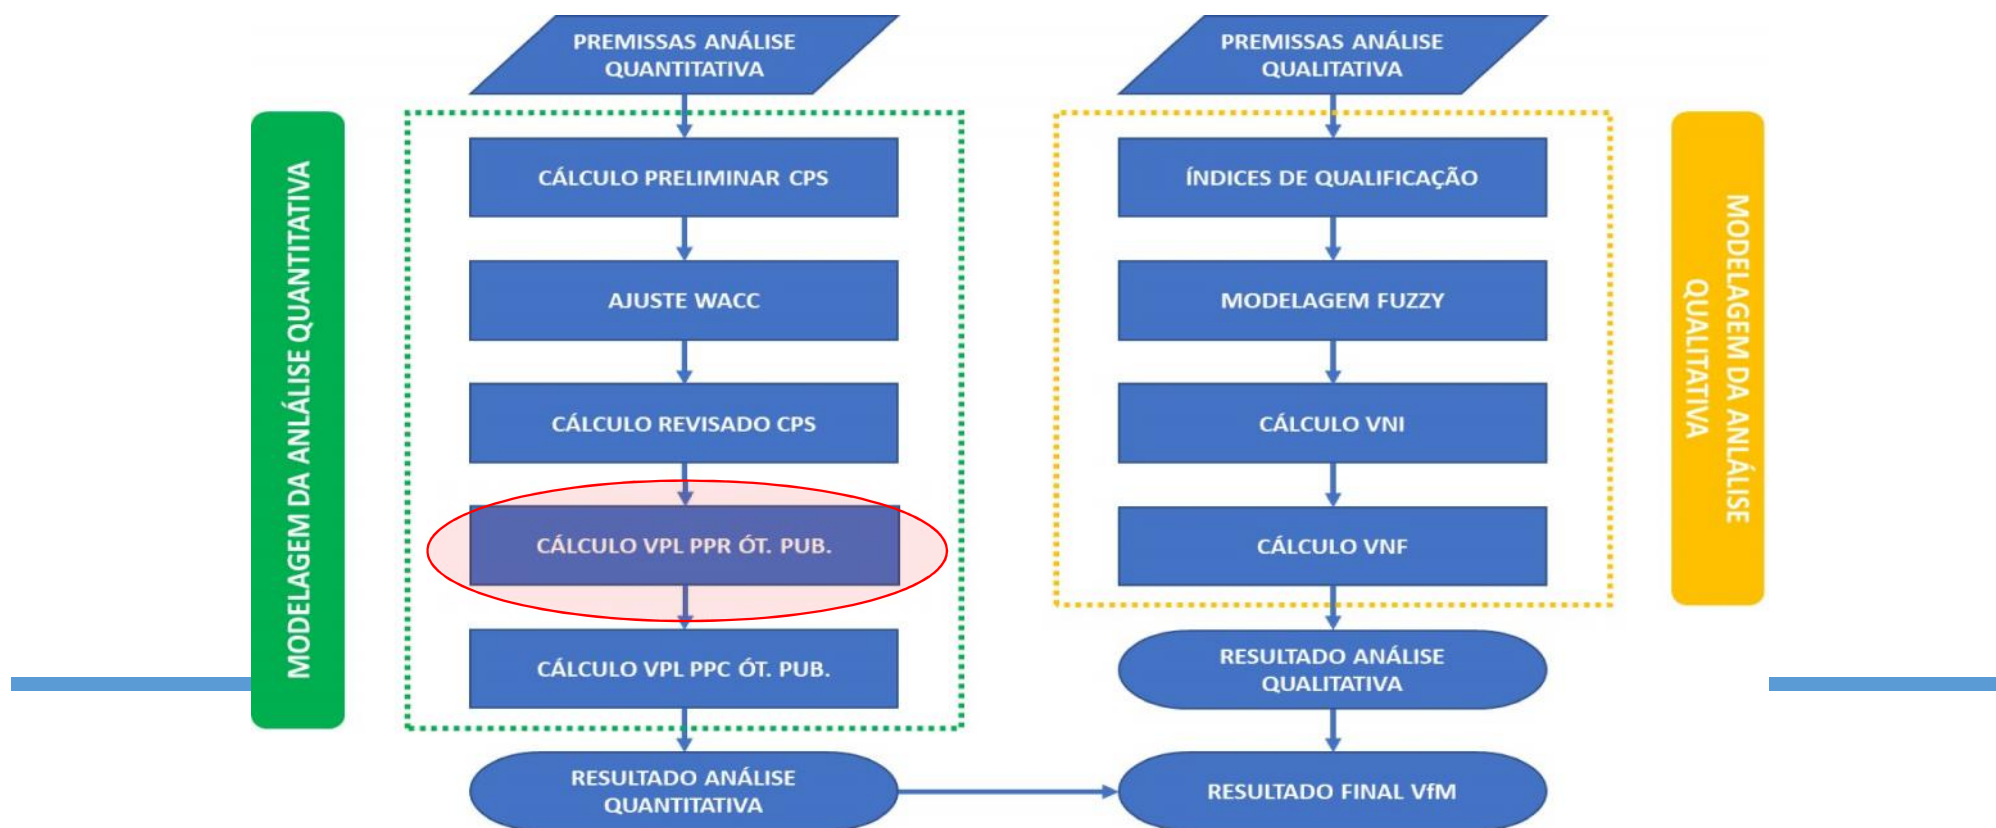 PREMISSAS ANÁLISE
QUANTITATIVA
MODELAGEM DA ANLÁLISE QUANTITATIVA
CÁLCULO PRELIMINAR CPS
AJUSTE WACC
CÁLCULO REVISADO CPS
CÁLCULO VPL PPR ÓT. PUB.
CÁLCULO VPL PPC ÓT. PUB.
RESULTADO ANÁLISE
QUANTITATIVA
PREMISSAS ANÁLISE
QUALITATIVA
ÍNDICES DE QUALIFICAÇÃO
MODELAGEM FUZZY
CÁLCULO VNI
CÁLCULO VNF
MODELAGEM DA ANLÁLISE
QUALITATIVA
RESULTADO ANÁLISE
QUALITATIVA
RESULTADO FINAL VfM